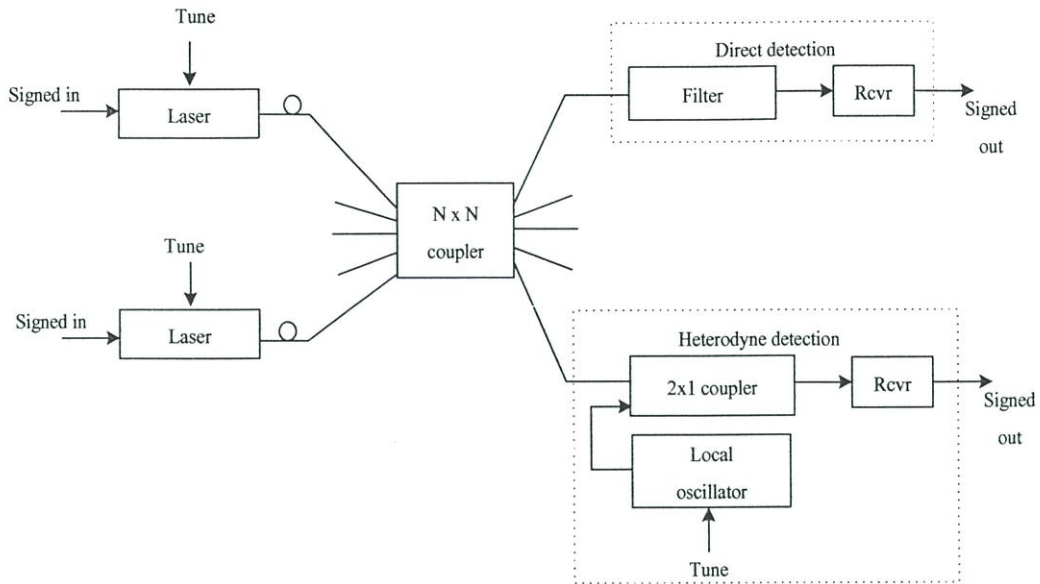 Tune
Signed in
Laser
Direct detection
Filter
Rcvr
Signed
out
N x N
coupler
Tune
Signed in
Laser
Heterodyne detection
2x1 coupler
Rcvr
Signed
out
Local
oscillator
Tune